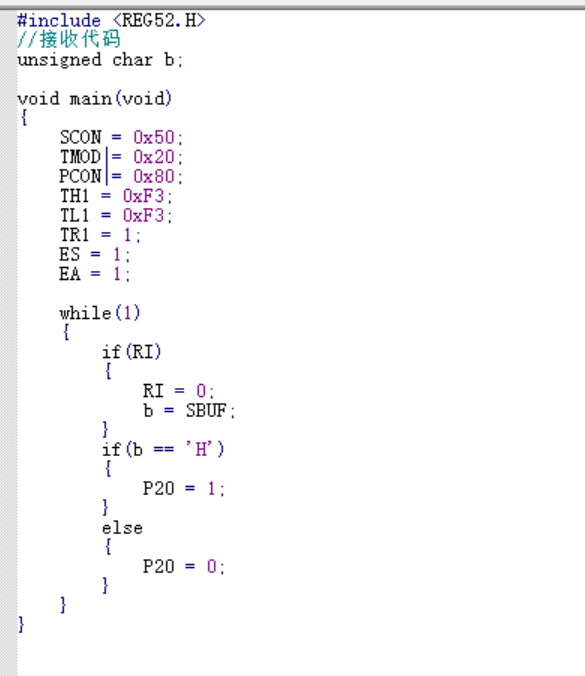 #include <REG52.H>
//接收代码
unsigned char b;
void main(void)
{
SCON = 0x50;
TMOD |= 0x20;
PCON |= 0x80;
TH1 = 0xF3;
TL1 = 0xF3;
TR1 = 1;
ES = 1;
EA = 1;
while(1)
{
if(RI)
{
RI = 0;
b = SBUF;
}
if(b == 'H')
{
P20 = 1;
}
else
{
P20 = 0;
}
}
}